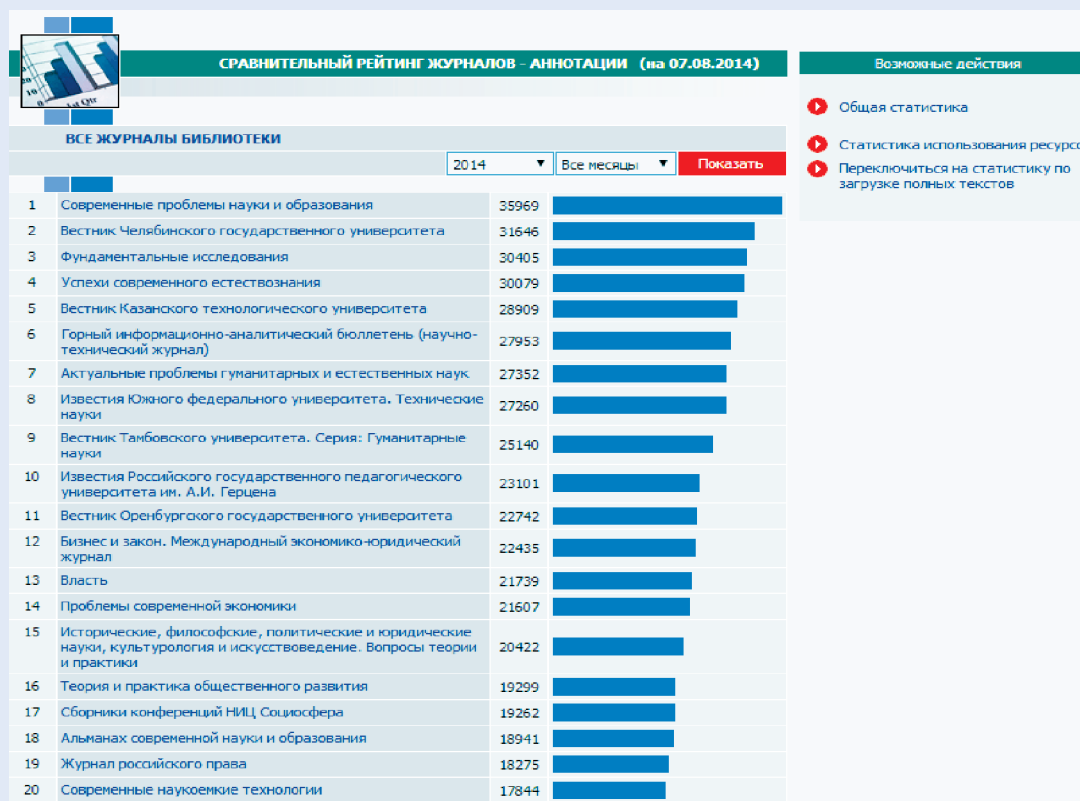 СРАВНИТЕЛЬНЫЙ РЕЙТИНГ ЖУРНАЛОВ - АННОТАЦИИ (на 07.08.2014)
ВСЕ ЖУРНАЛЫ БИБЛИОТЕКИ
2014 Все месяцы Показать
1 Современные проблемы науки и образования 35969
2 Вестник Челябинского государственного университета 31646
3 Фундаментальные исследования 30405
4 Успехи современного естествознания 30079
5 Вестник Казанского технологического университета 28909
6 Горный информационно-аналитический бюллетень (научно-
технический журнал) 27953
7 Актуальные проблемы гуманитарных и естественных наук 27352
8 Известия Южного федерального университета. Технические
науки 27260
9 Вестник Тамбовского университета. Серия: Гуманитарные
науки 25140
10 Известия Российского государственного педагогического
университета им. А.И. Герцена 23101
11 Вестник Оренбургского государственного университета 22742
12 Бизнес и закон. Международный экономико-юридический
журнал 22435
13 Власть 21739
14 Проблемы современной экономики 21607
15 Исторические, философские, политические и юридические
науки, культурология и искусствоведение. Вопросы теории 20422
и практики
16 Теория и практика общественного развития 19299
17 Сборники конференций НИЦ Социосфера 19262
18 Альманах современной науки и образования 18941
19 Журнал российского права 18275
20 Современные наукоемкие технологии 17844
Возможные действия
Общая статистика
Статистика использования ресурсо
Переключиться на статистику по
загрузке полных текстов